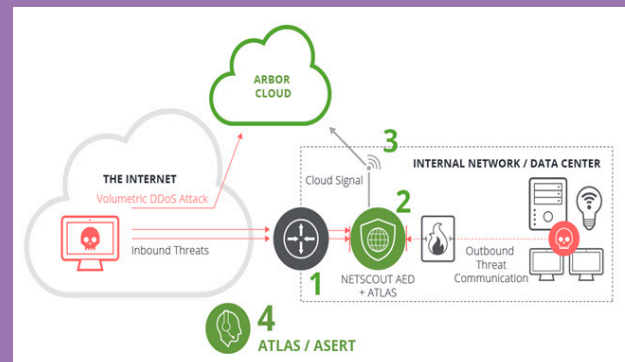 ARBOR
CLOUD
3
THE INTERNET
INTERNAL NETWORK / DATA CENTER
Volumetric DDoS Attack
Cloud Signal
2
Inbound Threats
Outbound
Threat
Communication
1
NETSCOUT AED
+ ATLAS
4
ATLAS / ASERT